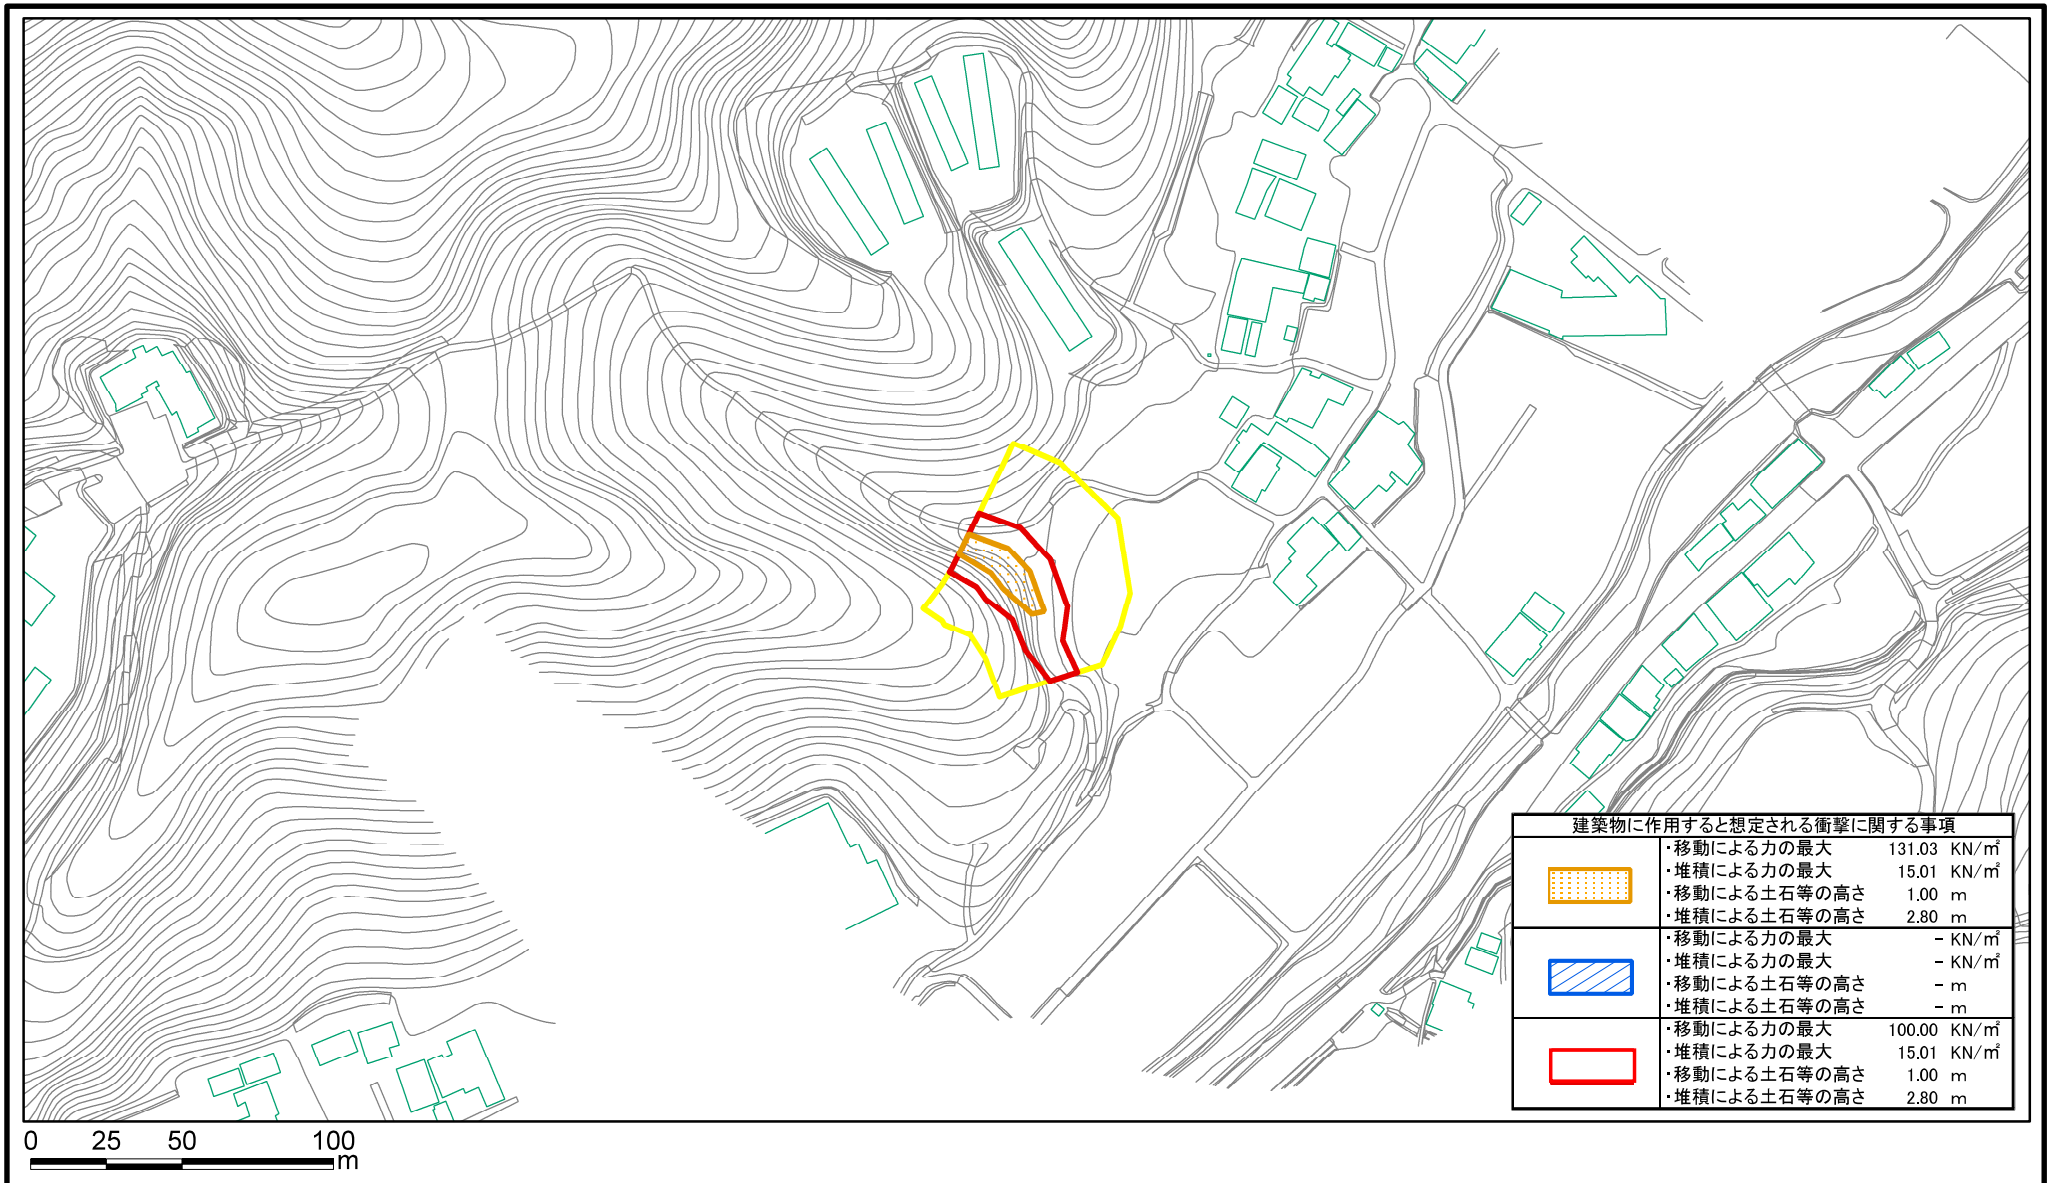 建築物に作用すると想定される衝撃に関する事項
・移動による力の最大 131.03 KN/㎡
・堆積による力の最大 15.01 KN/㎡
・移動による土石等の高さ 1.00 m
・堆積による土石等の高さ 2.80 m
・移動による力の最大 - KN/㎡
・堆積による力の最大 - KN/㎡
・移動による土石等の高さ - m
・堆積による土石等の高さ - m
・移動による力の最大 100.00 KN/㎡
・堆積による力の最大 15.01 KN/㎡
・移動による土石等の高さ 1.00 m
・堆積による土石等の高さ 2.80 m
0 25 50 100
m